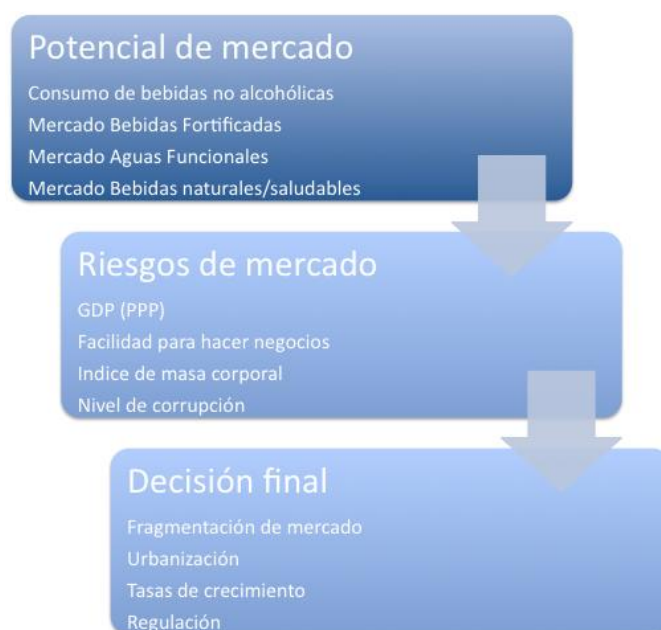 Potencial de mercado
Consumo de bebidas no alcohólicas
Mercado Bebidas Fortificadas
Mercado Aguas Funcionales
Mercado Bebidas naturales/saludables
Riesgos de mercado
GDP (PPP)
Facilidad para hacer negocios
Indice de masa corporal
Nivel de corrupción
Decisión final
Fragmentación de mercado
Urbanización
Tasas de crecimiento
Regulación